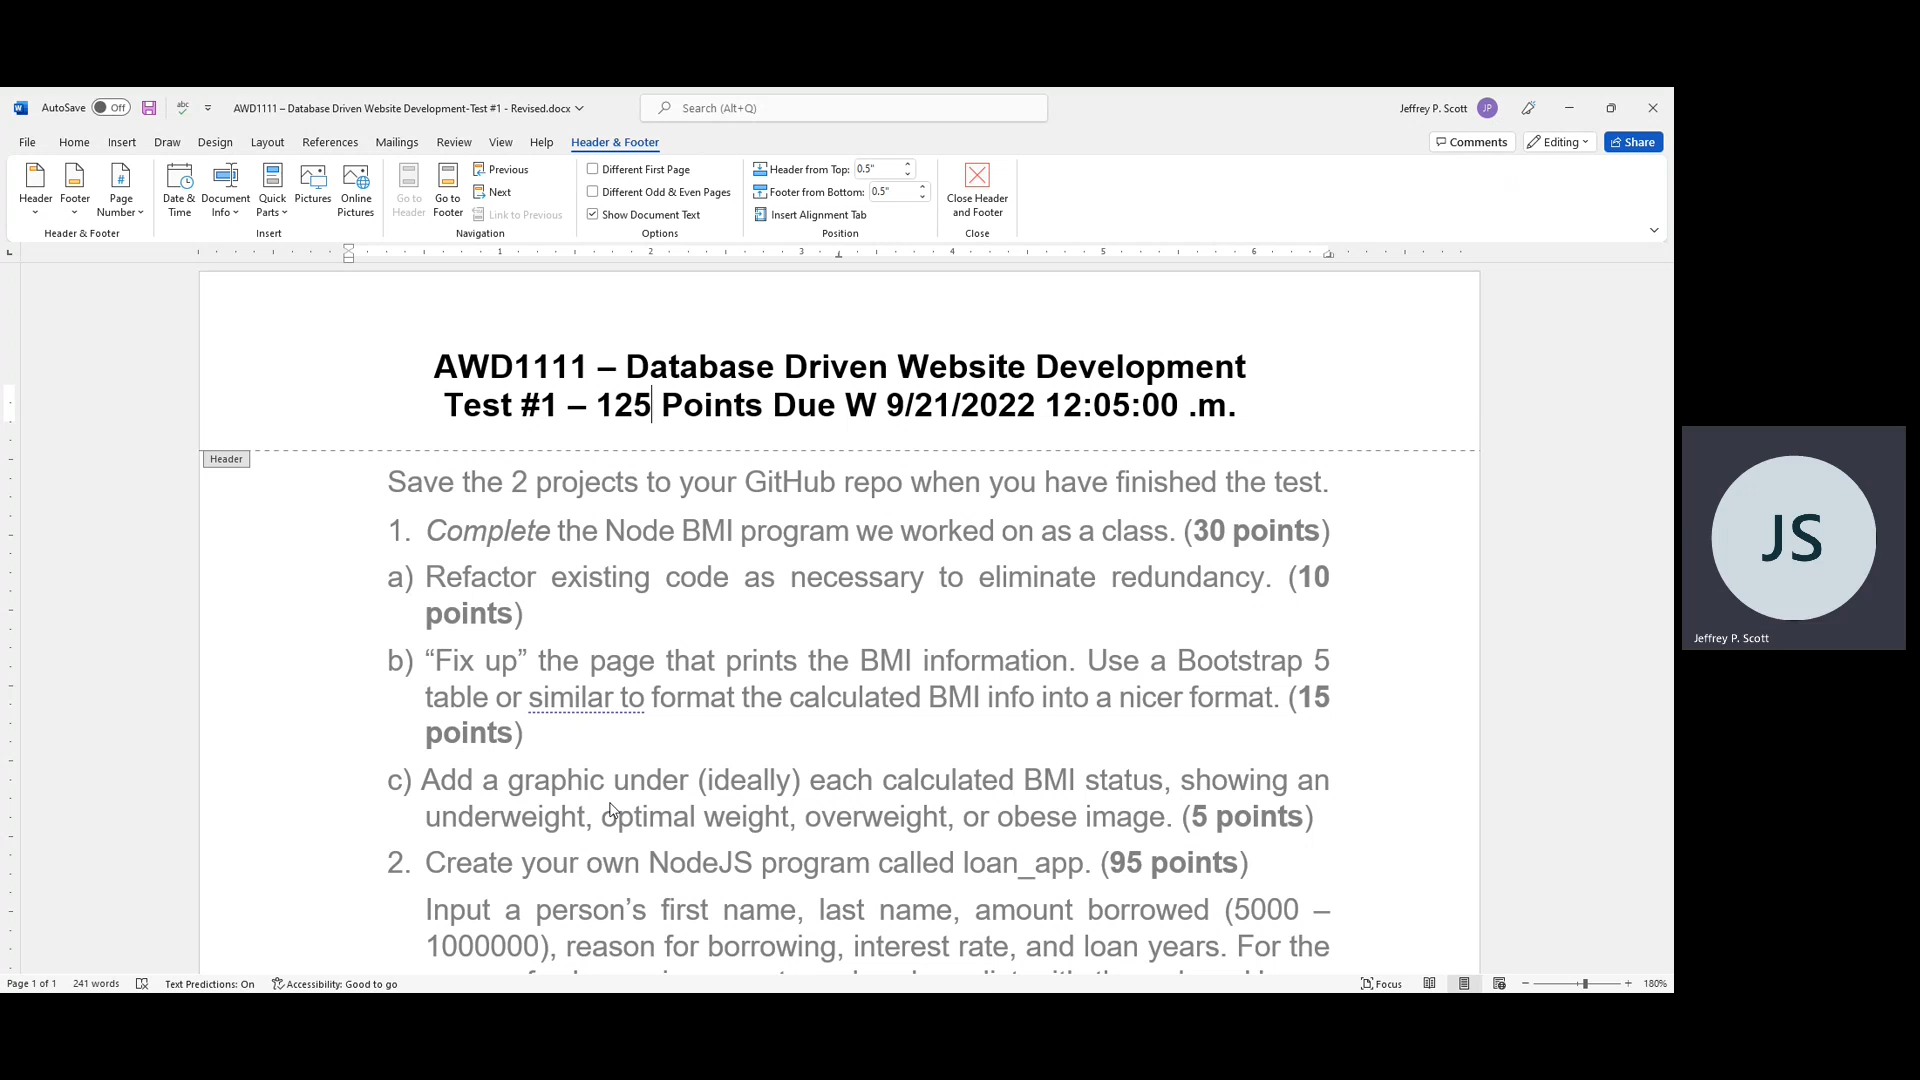 AutoSave Off
AWD1111 – Database Driven Website Development-Test #1 - Revised.docx
Search (Alt+Q)
Jeffrey P. Scott JP
File Home Insert Draw Design Layout References Mailings Review View Help Header & Footer
Comments Editing Share
Header Footer Page Number
Header & Footer
Date & Time Document Info Quick Parts Pictures Online Pictures
Insert
Go to Header Go to Footer Previous Next Link to Previous
Navigation
Different First Page
Different Odd & Even Pages
Show Document Text
Options
Header from Top: 0.5"
Footer from Bottom: 0.5"
Insert Alignment Tab
Position
Close Header and Footer
Close
1 2 3 4 5 6
AWD1111 – Database Driven Website Development
Test #1 – 125 Points Due W 9/21/2022 12:05:00 .m.
Header
Save the 2 projects to your GitHub repo when you have finished the test.
1. Complete the Node BMI program we worked on as a class. (30 points)
a) Refactor existing code as necessary to eliminate redundancy. (10
points)
b) “Fix up” the page that prints the BMI information. Use a Bootstrap 5
table or similar to format the calculated BMI info into a nicer format. (15
points)
c) Add a graphic under (ideally) each calculated BMI status, showing an
underweight, optimal weight, overweight, or obese image. (5 points)
2. Create your own NodeJS program called loan_app. (95 points)
Input a person’s first name, last name, amount borrowed (5000 –
1000000), reason for borrowing, interest rate, and loan years. For the
Page 1 of 1 241 words Text Predictions: On Accessibility: Good to go
Focus 180%
JS
Jeffrey P. Scott